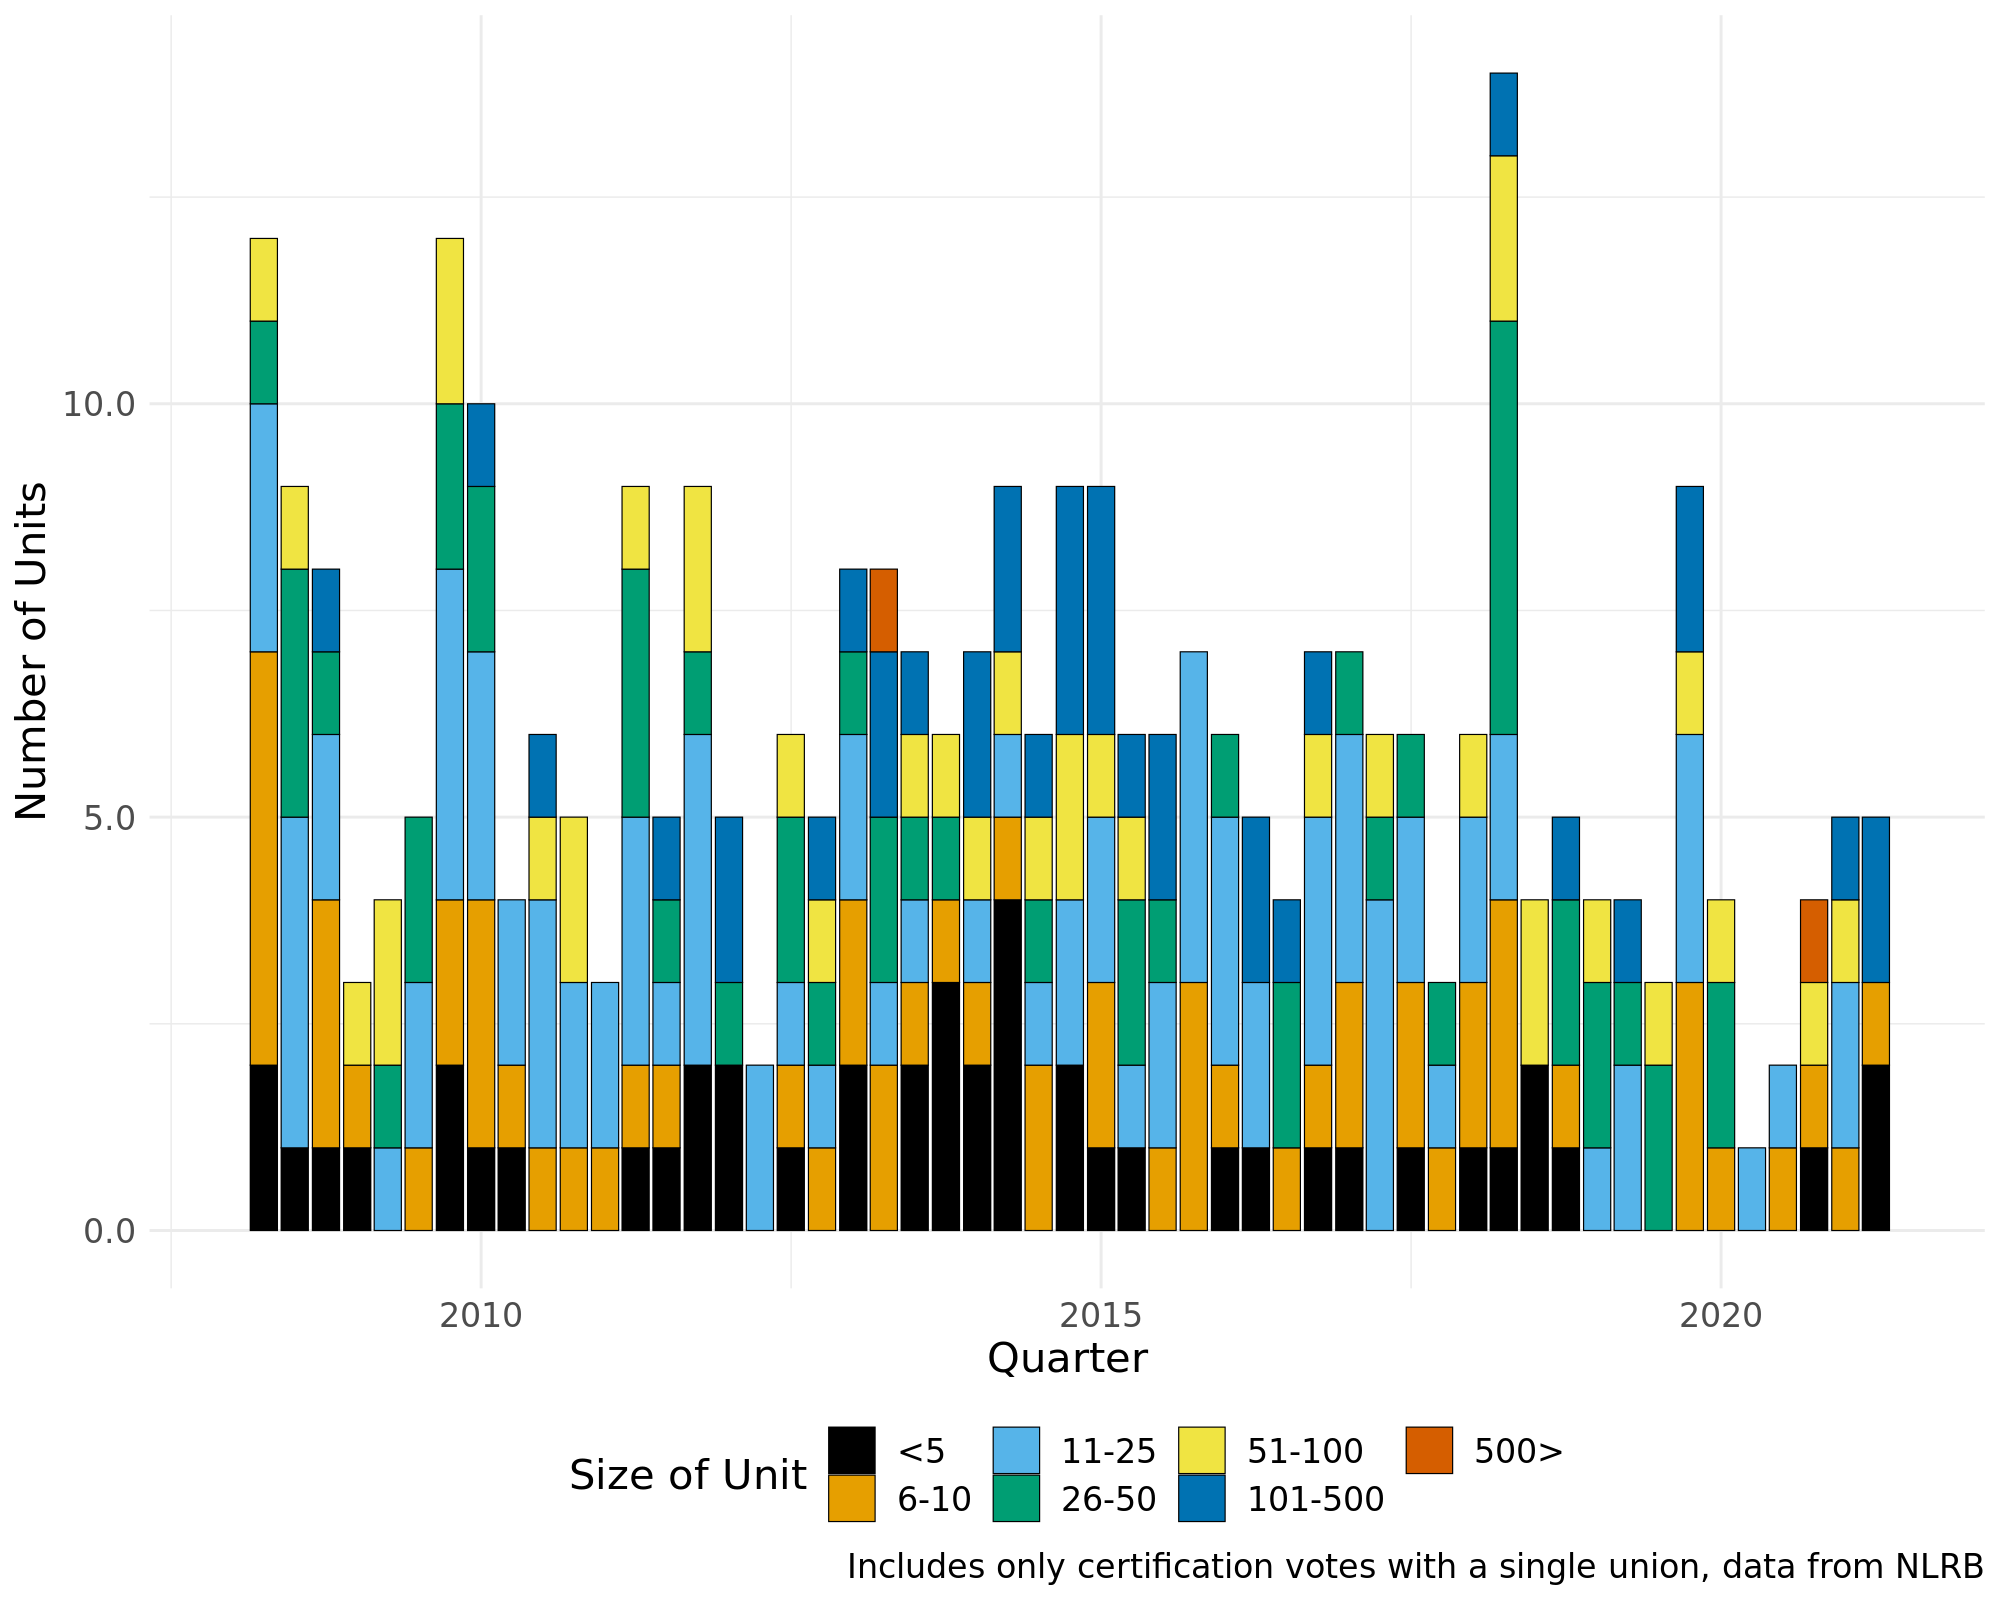 Number of Units
10.0
5.0
0.0
2010 2015 2020
Quarter
Size of Unit
<5 11-25 51-100 500>
6-10 26-50 101-500
Includes only certification votes with a single union, data from NLRB